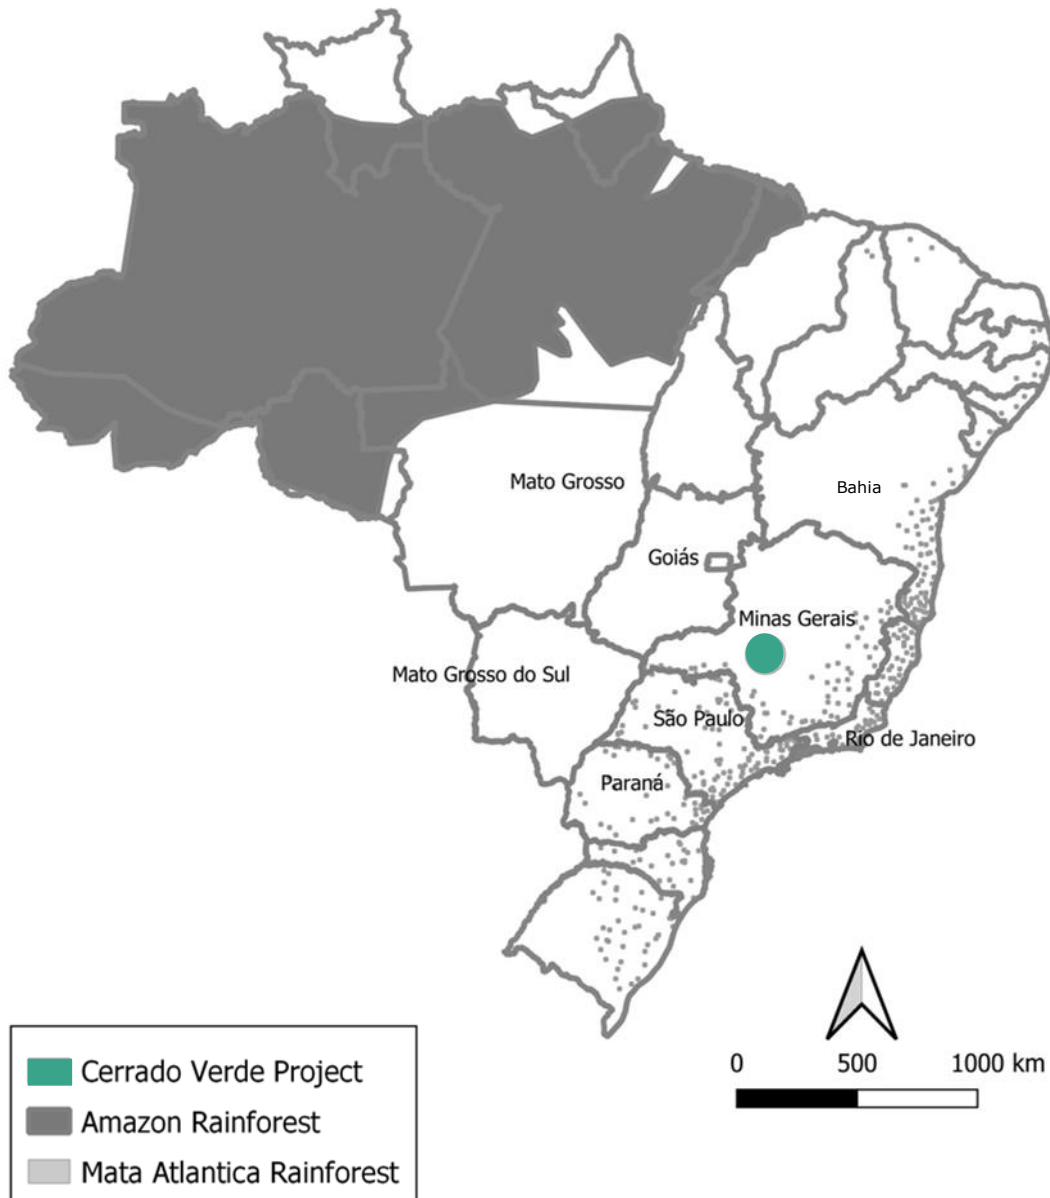 Mato Grosso
Bahia
Goiás
Minas Gerais
Mato Grosso do Sul
São Paulo
Rio de Janeiro
Paraná
0 500 1000 km
Cerrado Verde Project
Amazon Rainforest
Mata Atlantica Rainforest